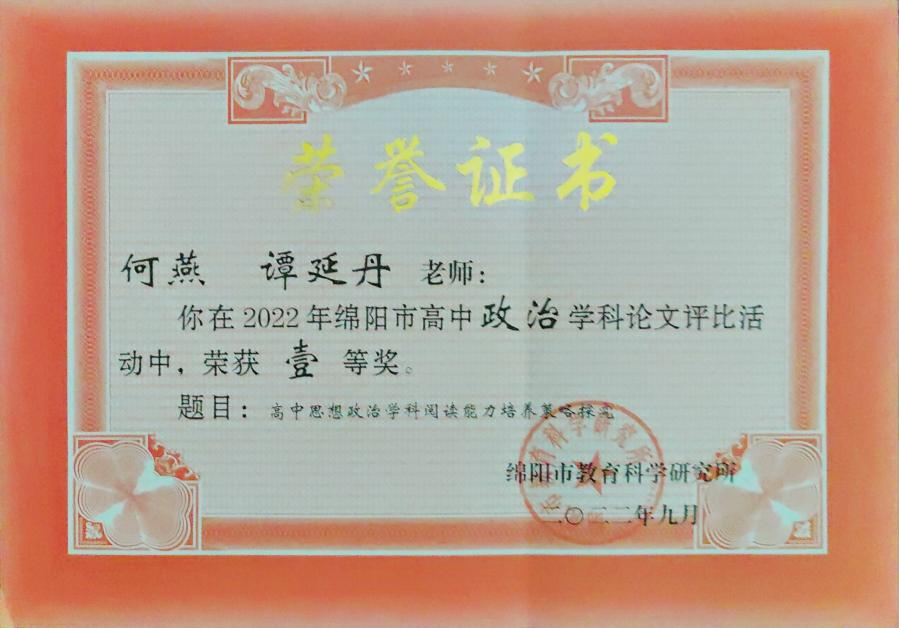 荣誉证书
何燕 谭延丹 老师：
你在2022年绵阳市高中政治学科论文评比活
动中，荣获 壹 等奖。
题目：高中思想政治学科阅读能力培养策略探究
绵阳市教育科学研究所
二〇二二年九月